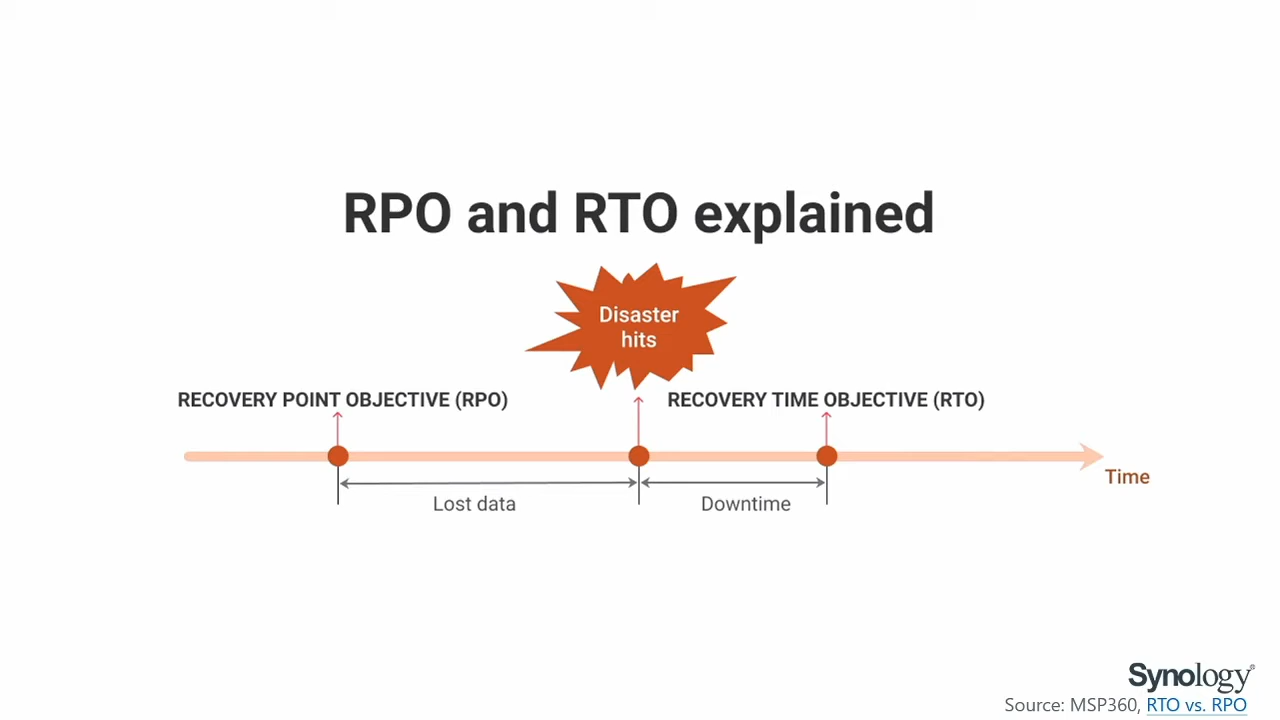 RPO and RTO explained
Disaster
hits
RECOVERY POINT OBJECTIVE (RPO)
RECOVERY TIME OBJECTIVE (RTO)
Time
Lost data
Downtime
Synology®
Source: MSP360, RTO vs. RPO